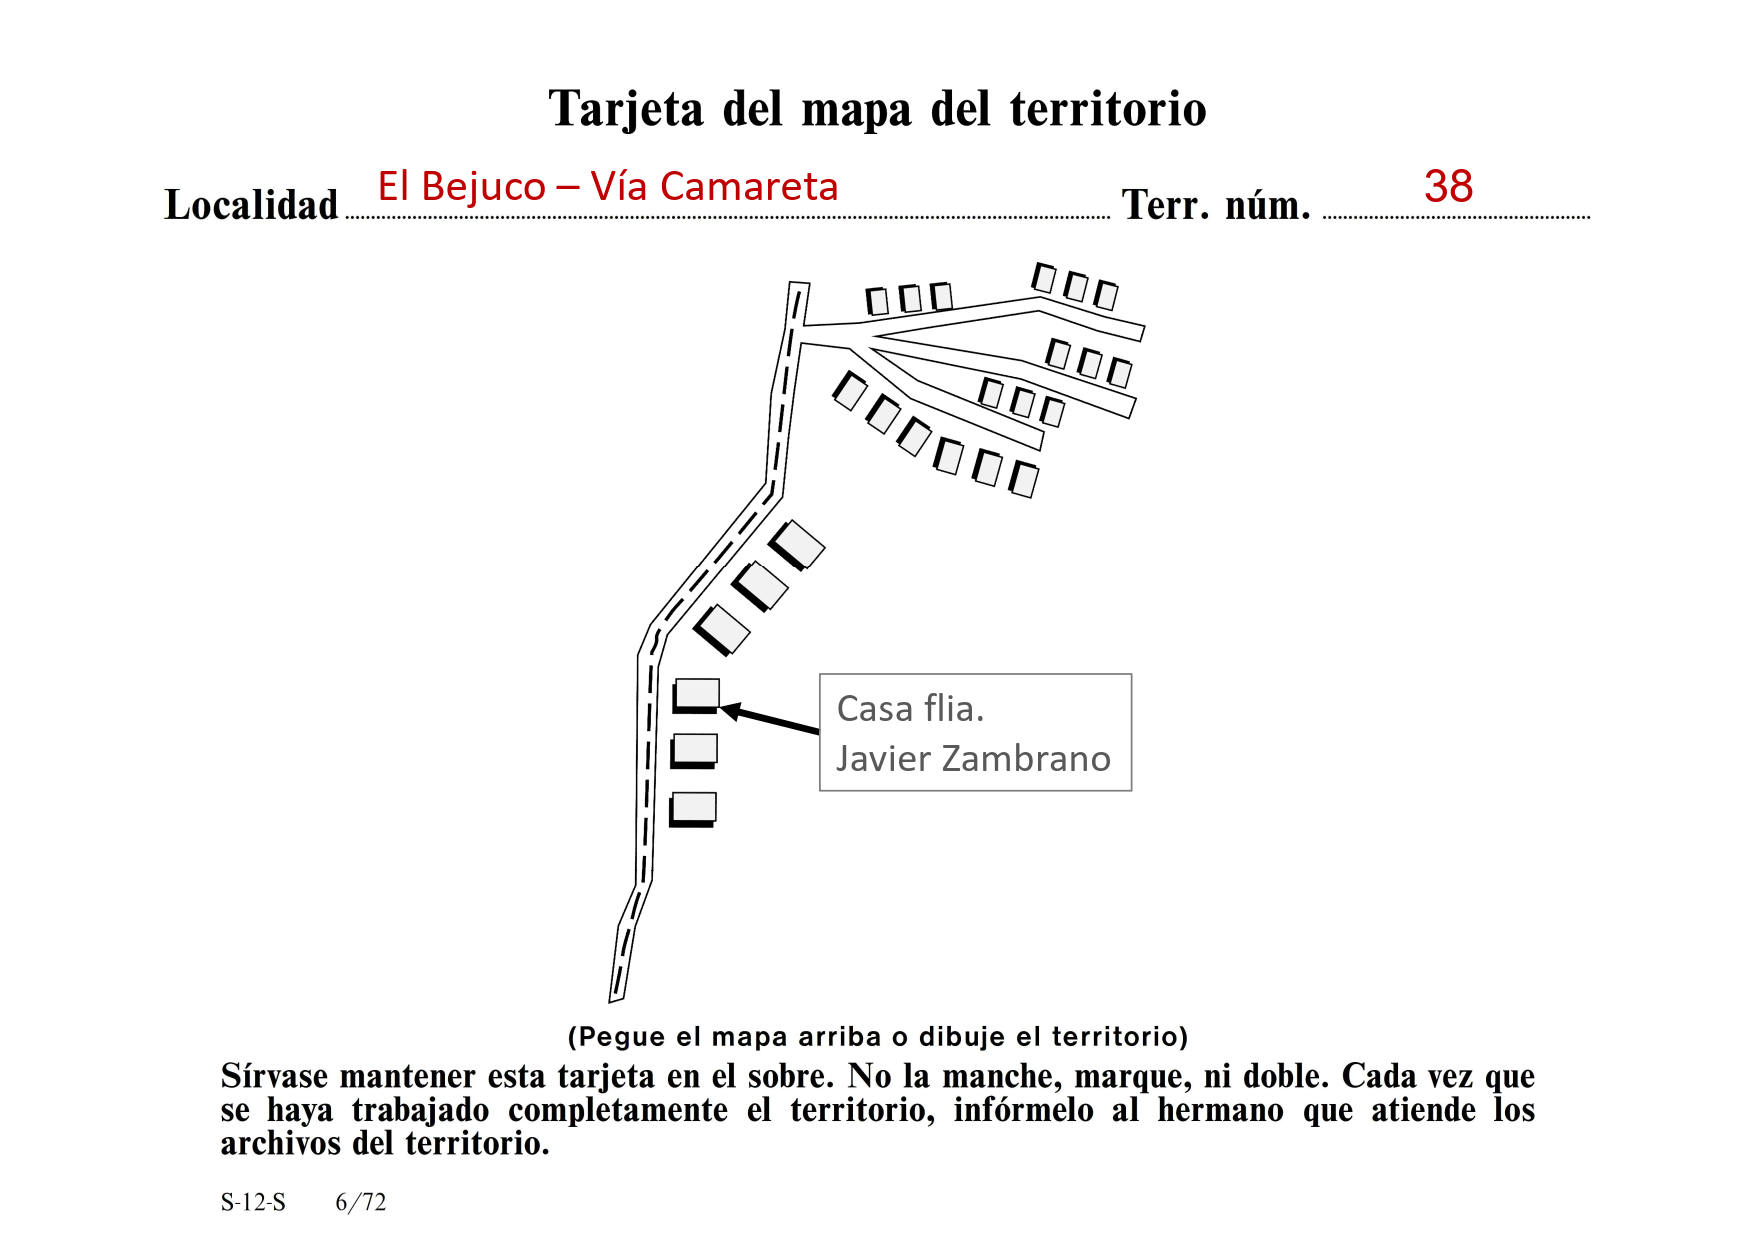 Tarjeta del mapa del territorio
Localidad El Bejuco – Vía Camareta Terr. núm. 38
Casa flia.
Javier Zambrano
(Pegue el mapa arriba o dibuje el territorio)
Sírvase mantener esta tarjeta en el sobre. No la manche, marque, ni doble. Cada vez que
se haya trabajado completamente el territorio, infórmelo al hermano que atiende los
archivos del territorio.
S-12-S 6/72